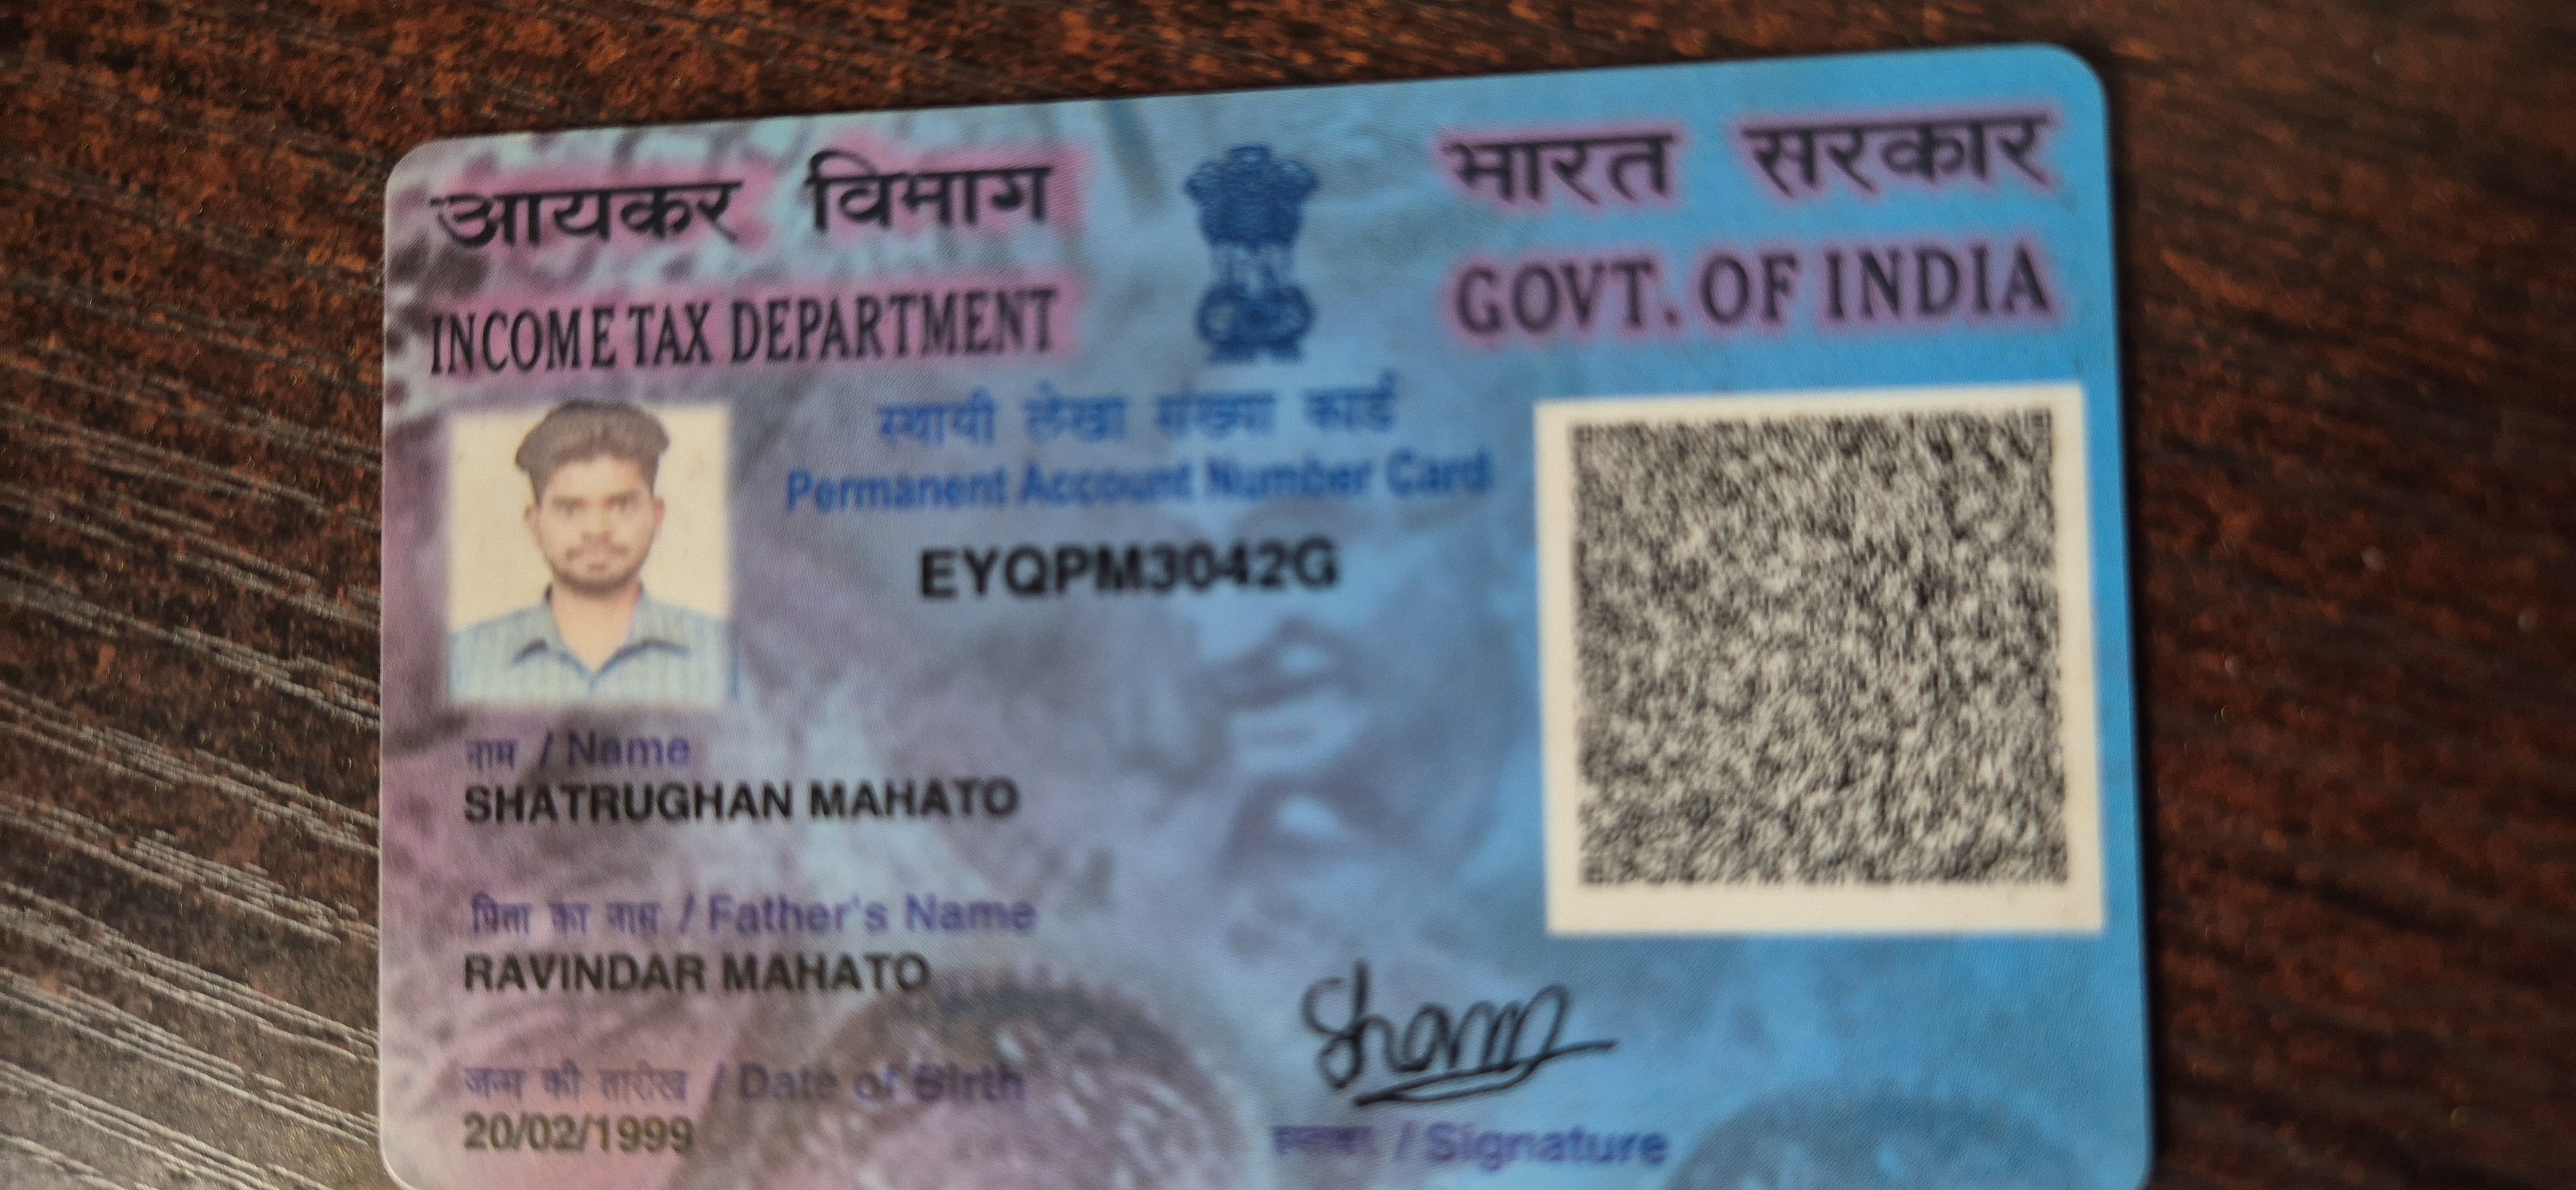 आयकर विभाग
भारत सरकार
INCOME TAX DEPARTMENT
GOVT. OF INDIA
स्थायी लेखा संख्या कार्ड
Permanent Account Number Card
EYQPM3042G
नाम / Name
SHATRUGHAN MAHATO
पिता का नाम / Father's Name
RAVINDAR MAHATO
जन्म की तारीख / Date of Birth
20/02/1999
/ Signature